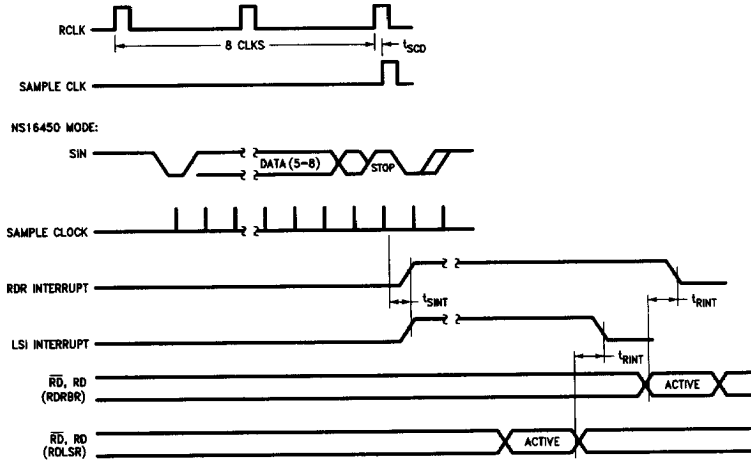 RCLK
8 CLKS
tSCD
SAMPLE CLK
NS16450 MODE:
SIN
DATA (5-8)
STOP
SAMPLE CLOCK
RDR INTERRUPT
tSINT
tRINT
LSI INTERRUPT
tRINT
RD, RD
(RDRBR)
ACTIVE
RD, RD
(RDLSR)
ACTIVE